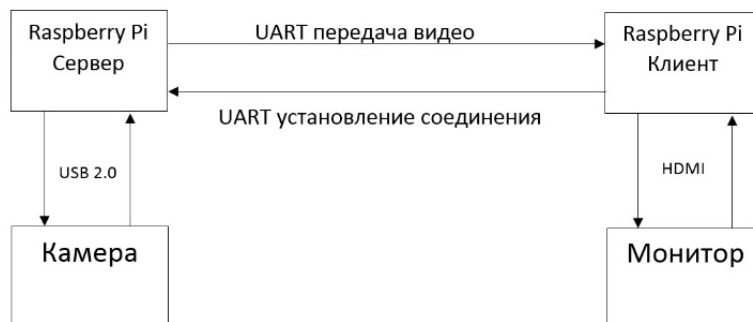 Raspberry Pi
Сервер
UART передача видео
Raspberry Pi
Клиент
UART установление соединения
USB 2.0
HDMI
Камера
Монитор